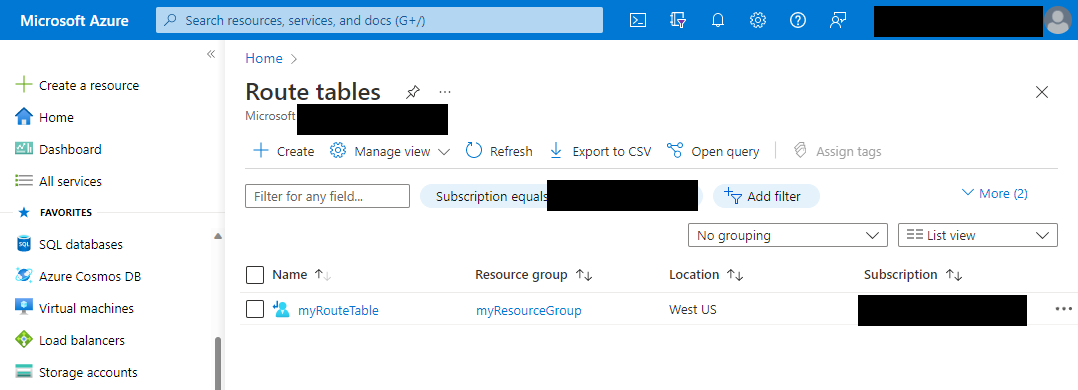 Microsoft Azure
Search resources, services, and docs (G+/)
Create a resource
Home
Dashboard
All services
FAVORITES
SQL databases
Azure Cosmos DB
Virtual machines
Load balancers
Storage accounts
Home >
Route tables
Microsoft
Create Manage view Refresh Export to CSV Open query Assign tags
Filter for any field... Subscription equals Add filter More (2)
No grouping List view
Name Resource group Location Subscription
myRouteTable myResourceGroup West US